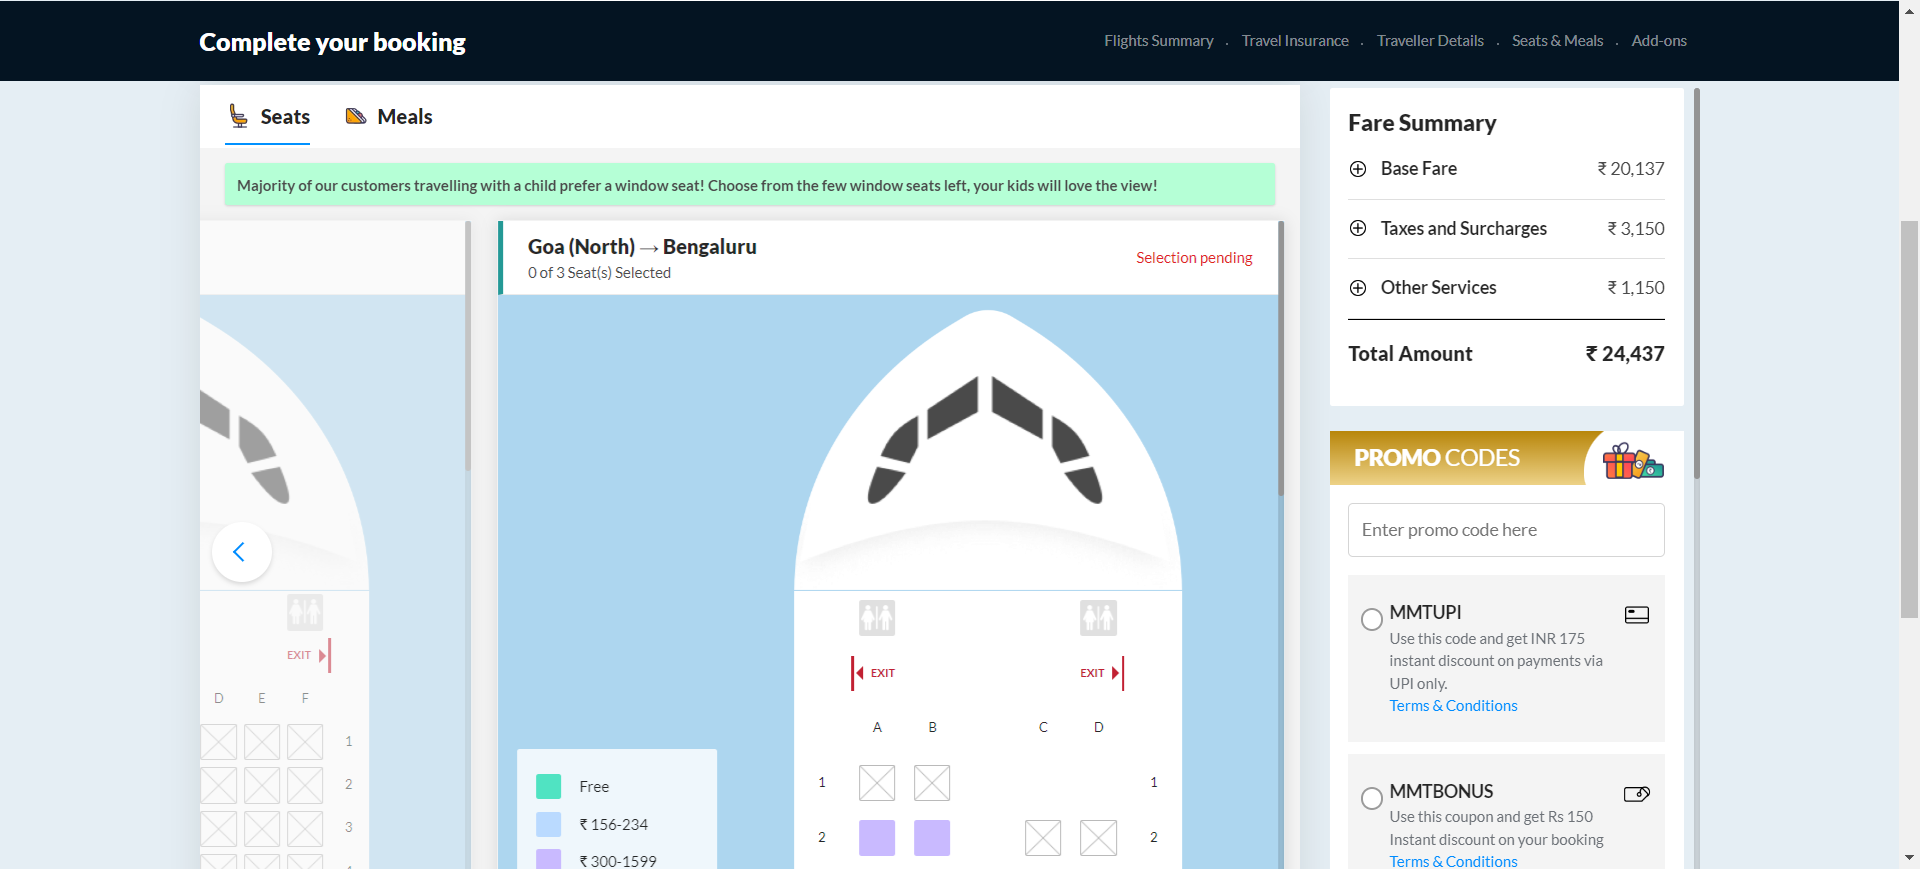 Complete your booking
Flights Summary . Travel Insurance . Traveller Details . Seats & Meals . Add-ons
Seats
Meals
Majority of our customers travelling with a child prefer a window seat! Choose from the few window seats left, your kids will love the view!
Goa (North) → Bengaluru
0 of 3 Seat(s) Selected
Selection pending
EXIT
D E F
1
2
3
EXIT EXIT
A B C D
1 1
2 2
Free
₹ 156-234
₹ 300-1599
Fare Summary
Base Fare ₹ 20,137
Taxes and Surcharges ₹ 3,150
Other Services ₹ 1,150
Total Amount ₹ 24,437
PROMO CODES
Enter promo code here
MMTUPI
Use this code and get INR 175
instant discount on payments via
UPI only.
Terms & Conditions
MMTBONUS
Use this coupon and get Rs 150
Instant discount on your booking
Terms & Conditions